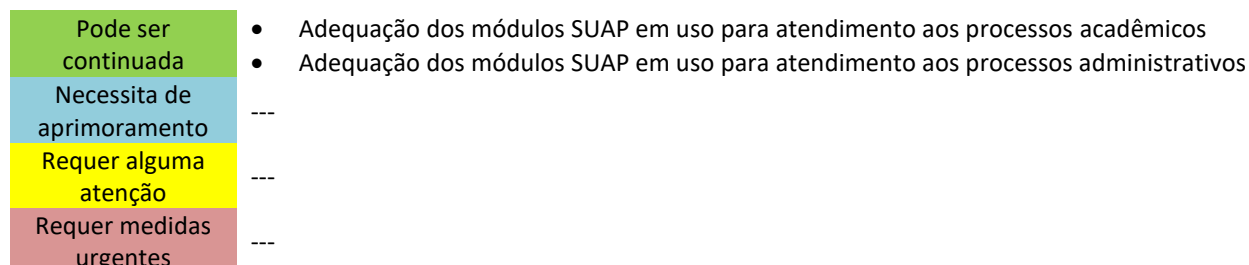 Pode ser
continuada
• Adequação dos módulos SUAP em uso para atendimento aos processos acadêmicos
• Adequação dos módulos SUAP em uso para atendimento aos processos administrativos
Necessita de
aprimoramento
---
Requer alguma
atenção
---
Requer medidas
urgentes
---